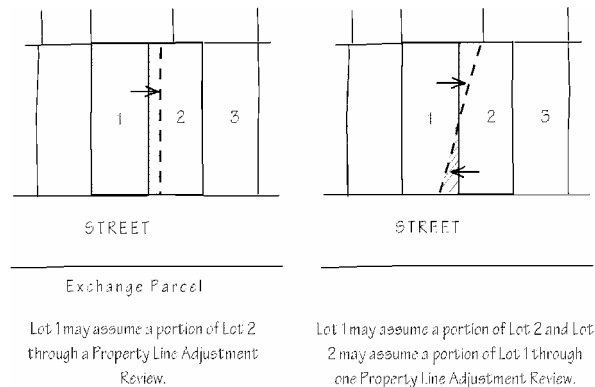 1 2 3
1 2 3
STREET
STREET
Exchange Parcel
Lot 1 may assume a portion of Lot 2
through a Property Line Adjustment
Review.
Lot 1 may assume a portion of Lot 2 and Lot
2 may assume a portion of Lot 1 through
one Property Line Adjustment Review.